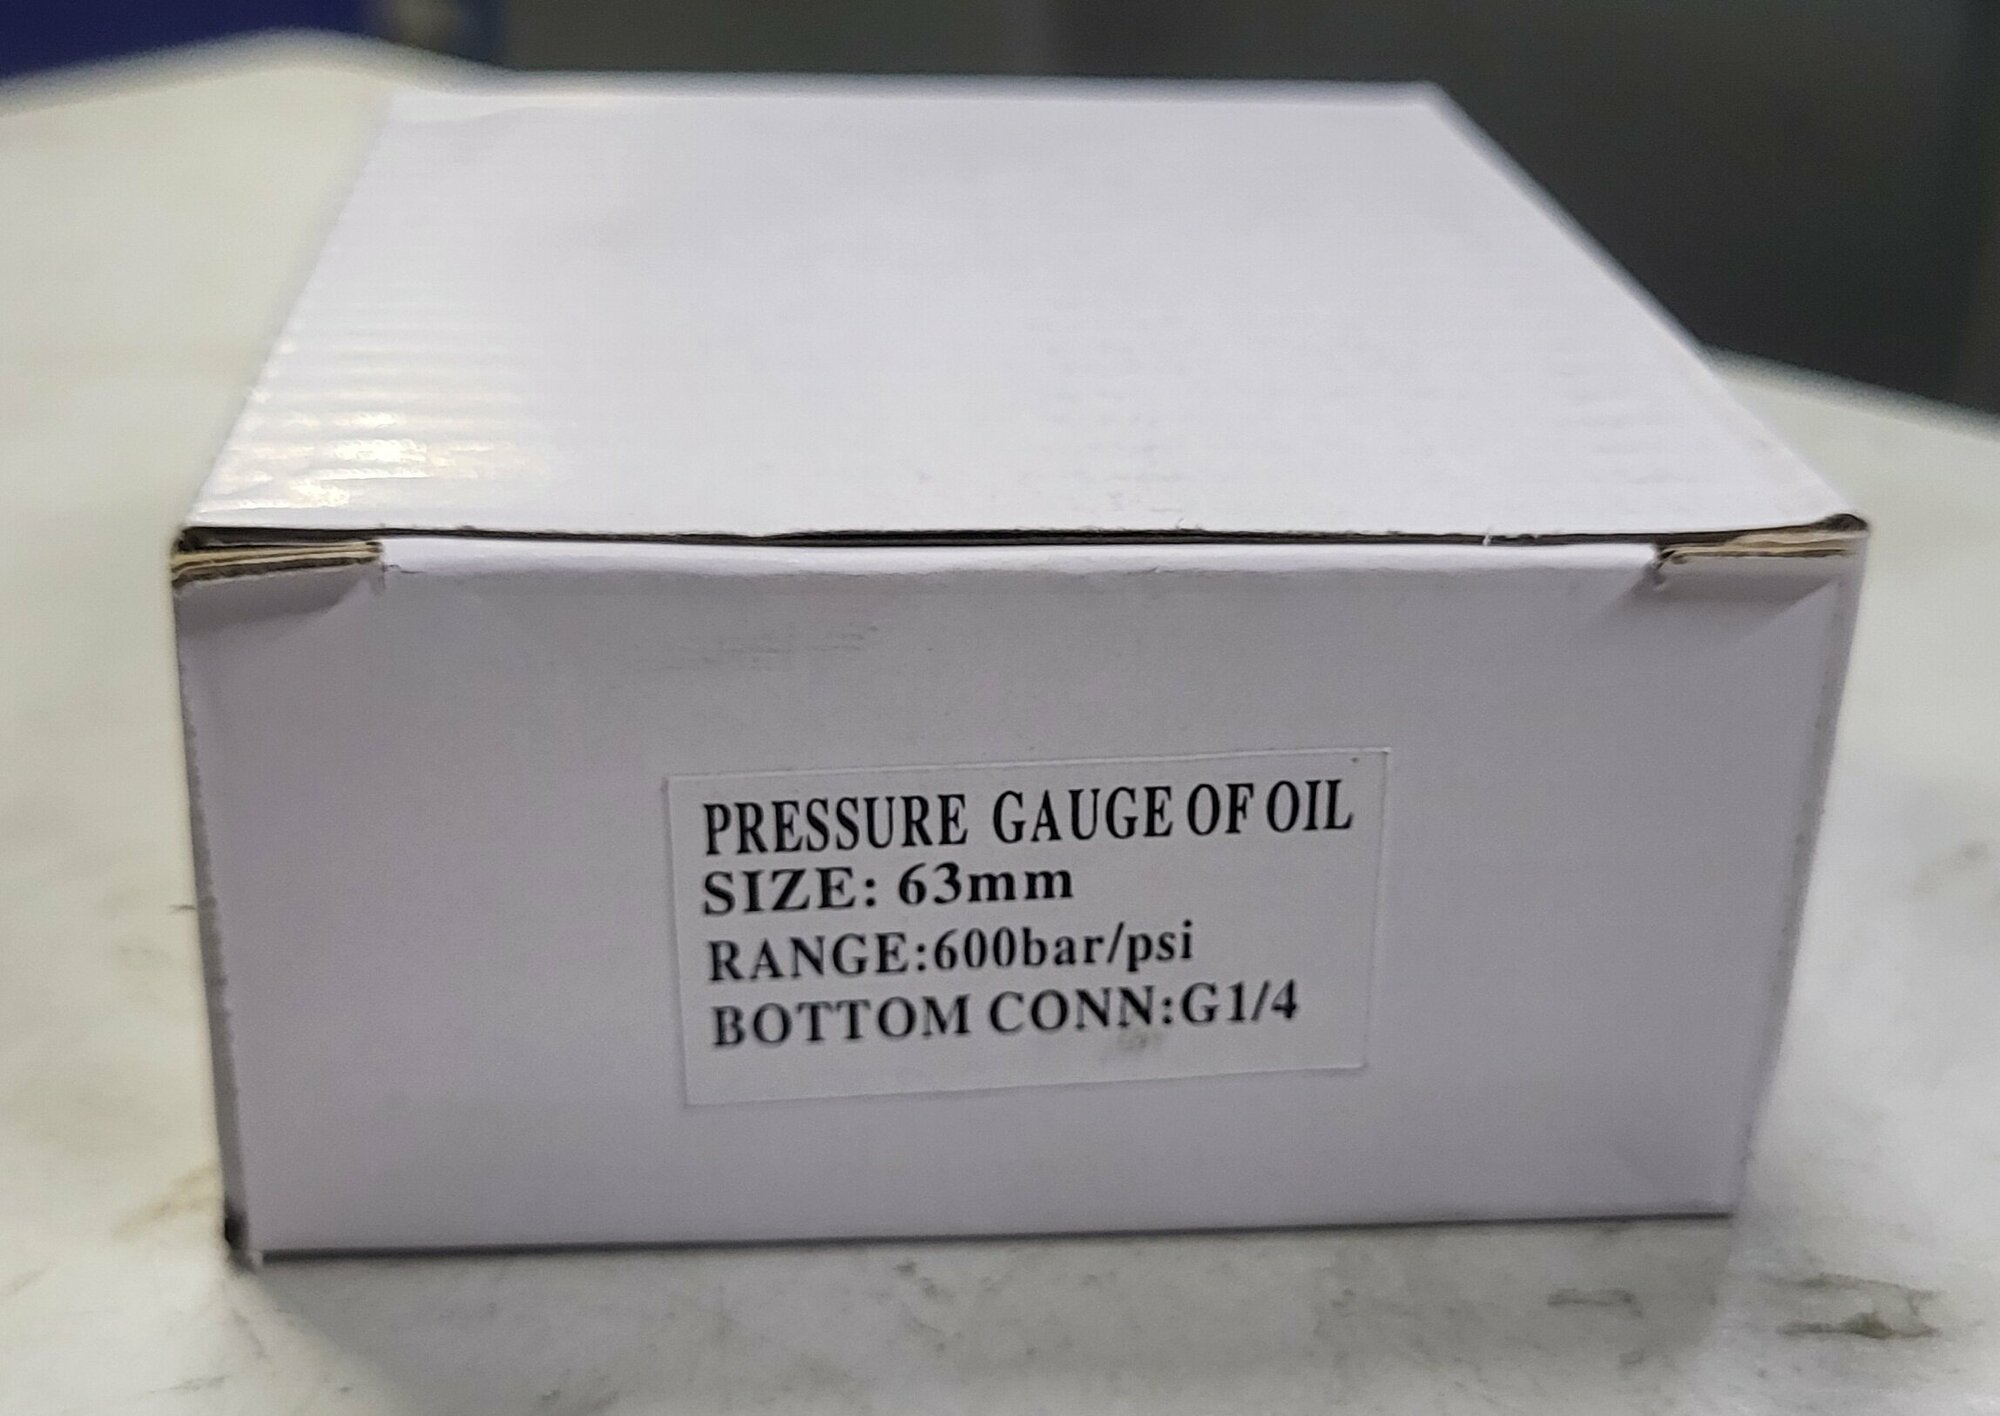 PRESSURE GAUGE OF OIL
SIZE: 63mm
RANGE:600bar/psi
BOTTOM CONN:G1/4